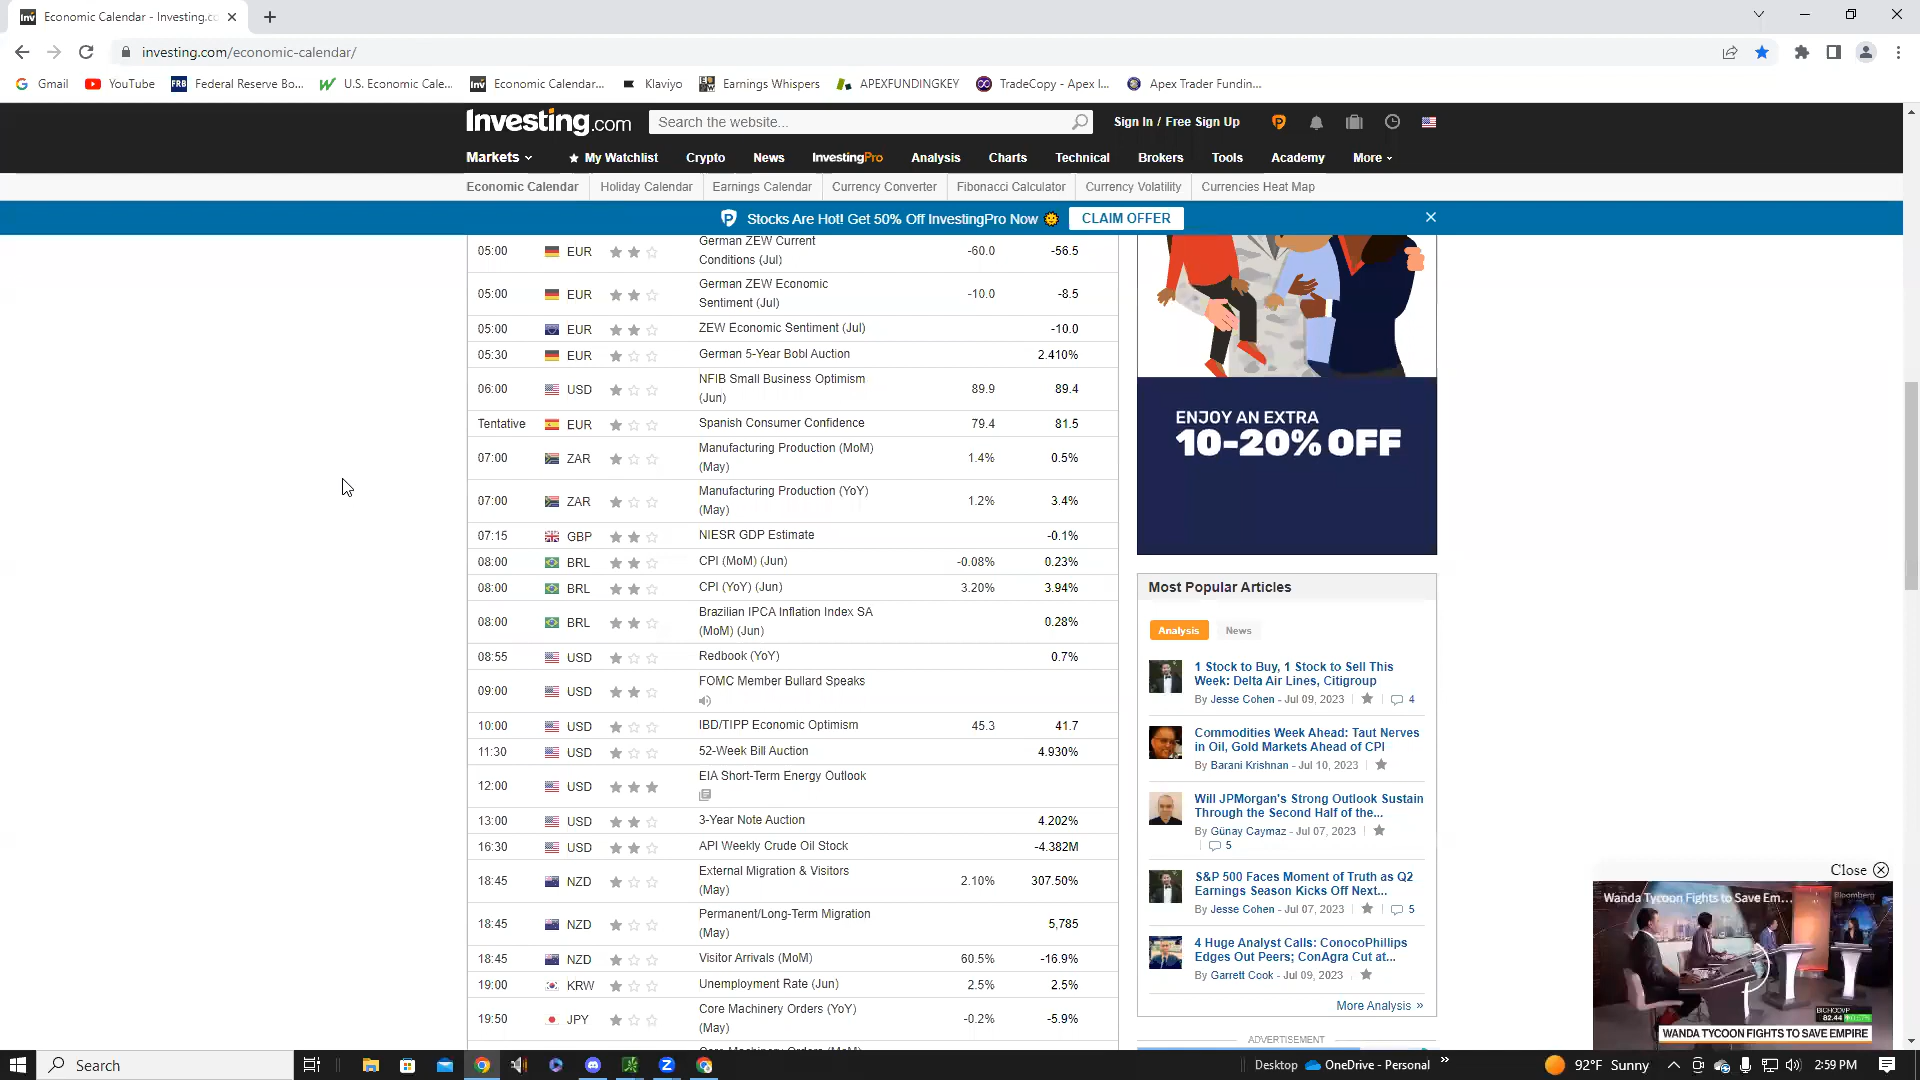 Economic Calendar - Investing.co
investing.com/economic-calendar/
Gmail YouTube Federal Reserve Bo... U.S. Economic Cale... Economic Calendar... Klaviyo Earnings Whispers APEXFUNDINGKEY TradeCopy - Apex I... Apex Trader Fundin...
Investing.com Search the website... Sign In / Free Sign Up
Markets My Watchlist Crypto News InvestingPro Analysis Charts Technical Brokers Tools Academy More
Economic Calendar Holiday Calendar Earnings Calendar Currency Converter Fibonacci Calculator Currency Volatility Currencies Heat Map
Stocks Are Hot! Get 50% Off InvestingPro Now CLAIM OFFER
05:00 EUR German ZEW Current Conditions (Jul) -60.0 -56.5
05:00 EUR German ZEW Economic Sentiment (Jul) -10.0 -8.5
05:00 EUR ZEW Economic Sentiment (Jul) -10.0
05:30 EUR German 5-Year Bobl Auction 2.410%
06:00 USD NFIB Small Business Optimism (Jun) 89.9 89.4
Tentative EUR Spanish Consumer Confidence 79.4 81.5
07:00 ZAR Manufacturing Production (MoM) (May) 1.4% 0.5%
07:00 ZAR Manufacturing Production (YoY) (May) 1.2% 3.4%
07:15 GBP NIESR GDP Estimate -0.1%
08:00 BRL CPI (MoM) (Jun) -0.08% 0.23%
08:00 BRL CPI (YoY) (Jun) 3.20% 3.94%
08:00 BRL Brazilian IPCA Inflation Index SA (MoM) (Jun) 0.28%
08:55 USD Redbook (YoY) 0.7%
09:00 USD FOMC Member Bullard Speaks
10:00 USD IBD/TIPP Economic Optimism 45.3 41.7
11:30 USD 52-Week Bill Auction 4.930%
12:00 USD EIA Short-Term Energy Outlook
13:00 USD 3-Year Note Auction 4.202%
16:30 USD API Weekly Crude Oil Stock -4.382M
18:45 NZD External Migration & Visitors (May) 2.10% 307.50%
18:45 NZD Permanent/Long-Term Migration (May) 5,785
18:45 NZD Visitor Arrivals (MoM) 60.5% -16.9%
19:00 KRW Unemployment Rate (Jun) 2.5% 2.5%
19:50 JPY Core Machinery Orders (YoY) (May) -0.2% -5.9%
ENJOY AN EXTRA
10-20% OFF
Most Popular Articles
Analysis News
1 Stock to Buy, 1 Stock to Sell This
Week: Delta Air Lines, Citigroup
By Jesse Cohen - Jul 09, 2023 4
Commodities Week Ahead: Taut Nerves
in Oil, Gold Markets Ahead of CPI
By Barani Krishnan - Jul 10, 2023
Will JPMorgan's Strong Outlook Sustain
Through the Second Half of the...
By Günay Caymaz - Jul 07, 2023
5
S&P 500 Faces Moment of Truth as Q2
Earnings Season Kicks Off Next...
By Jesse Cohen - Jul 07, 2023 5
4 Huge Analyst Calls: ConocoPhillips
Edges Out Peers; ConAgra Cut at...
By Garrett Cook - Jul 09, 2023
More Analysis »
ADVERTISEMENT
Close
Wanda Tycoon Fights to Save Em... Bloomberg
82.44
WANDA TYCOON FIGHTS TO SAVE EMPIRE
Search Desktop OneDrive - Personal » 92°F Sunny 2:59 PM